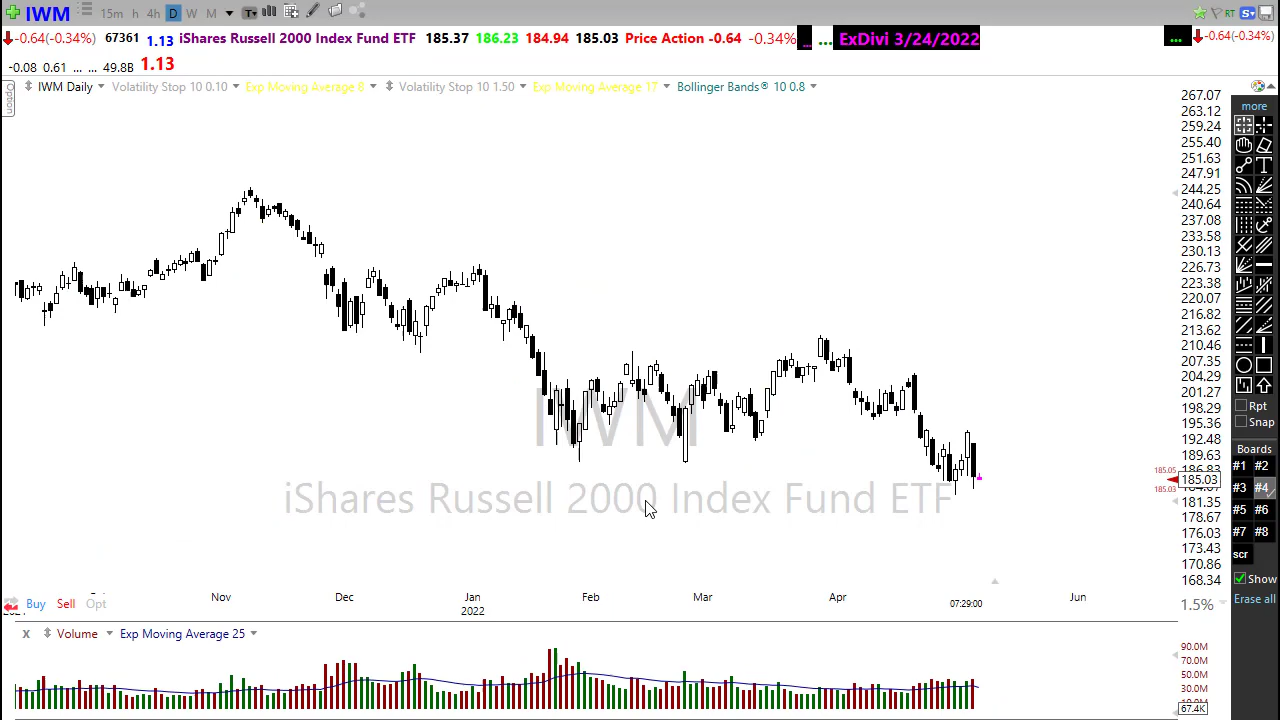 IWM 15m h 4h D W M T RT S
-0.64(-0.34%) 67361 1.13 iShares Russell 2000 Index Fund ETF 185.37 186.23 184.94 185.03 Price Action -0.64 -0.34% ... ... ExDivi 3/24/2022 ... -0.64(-0.34%)
-0.08 0.61 ... ... 49.8B 1.13
Option
IWM Daily Volatility Stop 10 0.10 Exp Moving Average 8 Volatility Stop 10 1.50 Exp Moving Average 17 Bollinger Bands® 10 0.8
267.07
263.12
259.24
255.40
251.63
247.91
244.25
240.64
237.08
233.58
230.13
226.73
223.38
220.07
216.82
213.62
210.46
207.35
204.29
201.27
198.29
195.36
192.48
189.63
186.83
185.05
185.03
185.03
181.35
178.67
176.03
173.43
170.86
168.34
1.5%
more
Rpt
Snap
Boards
#1 #2
#3 #4
#5 #6
#7 #8
scr
Show
Erase all
IWM
iShares Russell 2000 Index Fund ETF
Buy Sell Opt
Nov Dec Jan Feb Mar Apr 07:29:00 Jun
2022
x Volume Exp Moving Average 25
90.0M
70.0M
50.0M
30.0M
67.4K